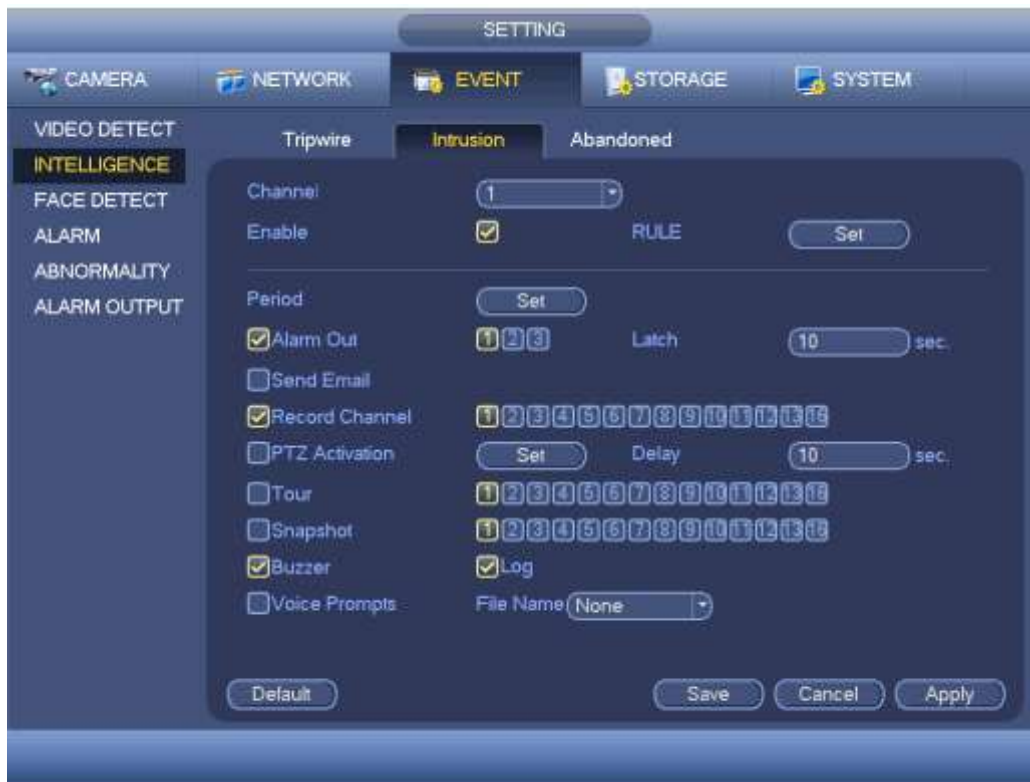 SETTING
CAMERA NETWORK EVENT STORAGE SYSTEM
VIDEO DETECT
INTELLIGENCE
FACE DETECT
ALARM
ABNORMALITY
ALARM OUTPUT
Tripwire Intrusion Abandoned
Channel 1
Enable RULE Set
Period Set
Alarm Out 1 2 3 Latch 10 sec.
Send Email
Record Channel 1 2 3 4 5 6 7 8 9 10 11 12 13 16
PTZ Activation Set Delay 10 sec.
Tour 1 2 3 4 5 6 7 8 9 10 11 12 13 16
Snapshot 1 2 3 4 5 6 7 8 9 10 11 12 13 16
Buzzer Log
Voice Prompts File Name None
Default Save Cancel Apply